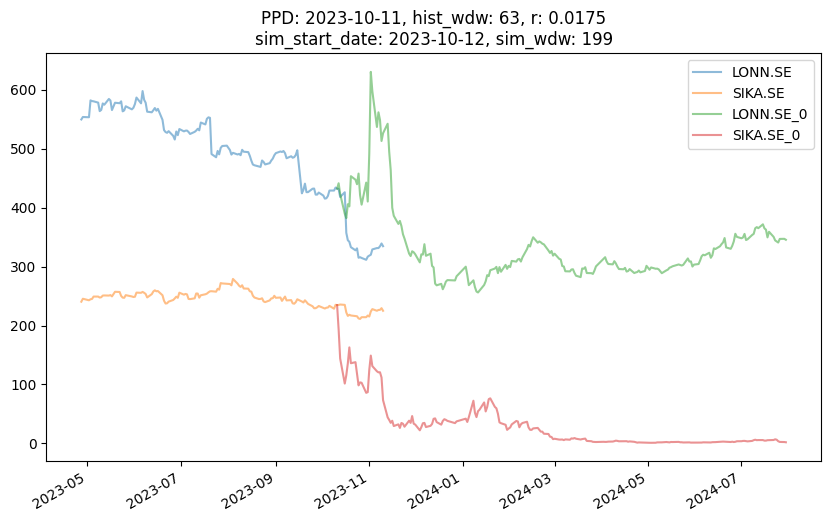 PPD: 2023-10-11, hist_wdw: 63, r: 0.0175
sim_start_date: 2023-10-12, sim_wdw: 199
LONN.SE
SIKA.SE
LONN.SE_0
SIKA.SE_0
600
500
400
300
200
100
0
2023-05
2023-07
2023-09
2023-11
2024-01
2024-03
2024-05
2024-07